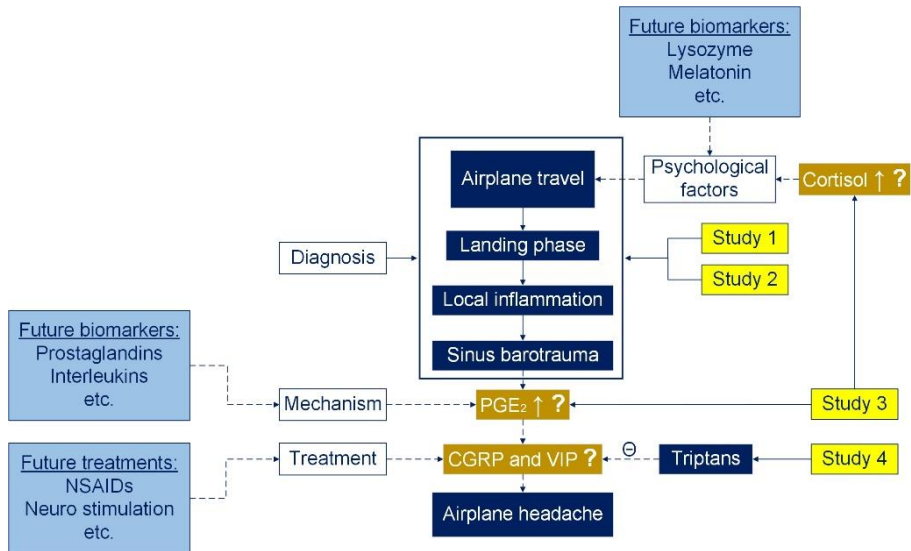 Future biomarkers:
Lysozyme
Melatonin
etc.
Airplane travel
Psychological
factors
Cortisol ↑ ?
Landing phase
Study 1
Diagnosis
Study 2
Local inflammation
Future biomarkers:
Prostaglandins
Interleukins
etc.
Sinus barotrauma
Mechanism
PGE₂ ↑ ?
Study 3
Future treatments:
NSAIDs
Neuro stimulation
etc.
Treatment
CGRP and VIP ?
Θ
Triptans
Study 4
Airplane headache